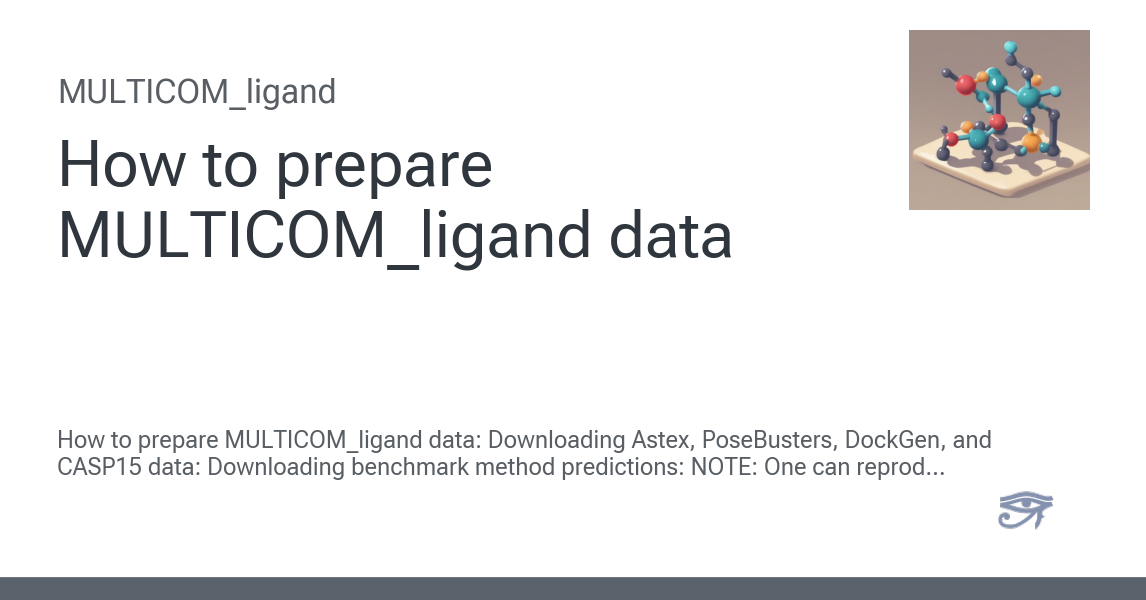 MULTICOM_ligand
How to prepare
MULTICOM_ligand data
How to prepare MULTICOM_ligand data: Downloading Astex, PoseBusters, DockGen, and
CASP15 data: Downloading benchmark method predictions: NOTE: One can reprod...